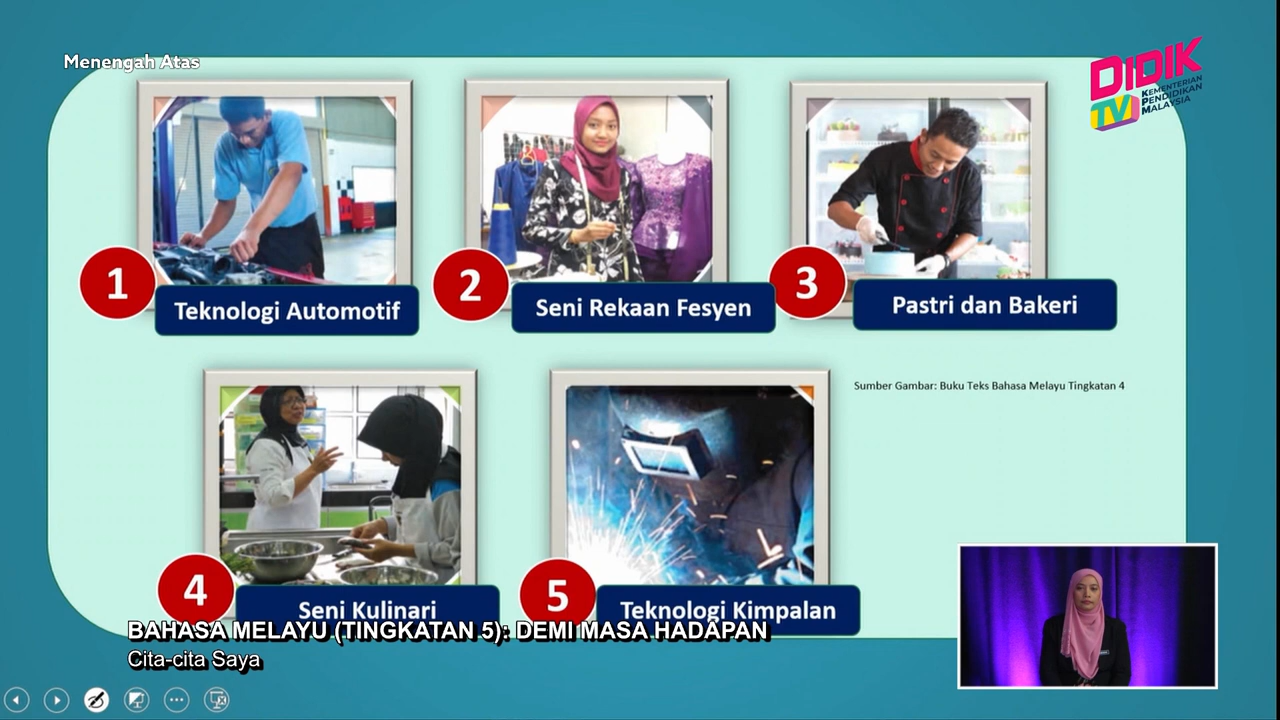 Menengah Atas
DIDIK
TV
KEMENTERIAN
PENDIDIKAN
MALAYSIA
1
Teknologi Automotif
2
Seni Rekaan Fesyen
3
Pastri dan Bakeri
Sumber Gambar: Buku Teks Bahasa Melayu Tingkatan 4
4
Seni Kulinari
5
Teknologi Kimpalan
BAHASA MELAYU (TINGKATAN 5): DEMI MASA HADAPAN
Cita-cita Saya